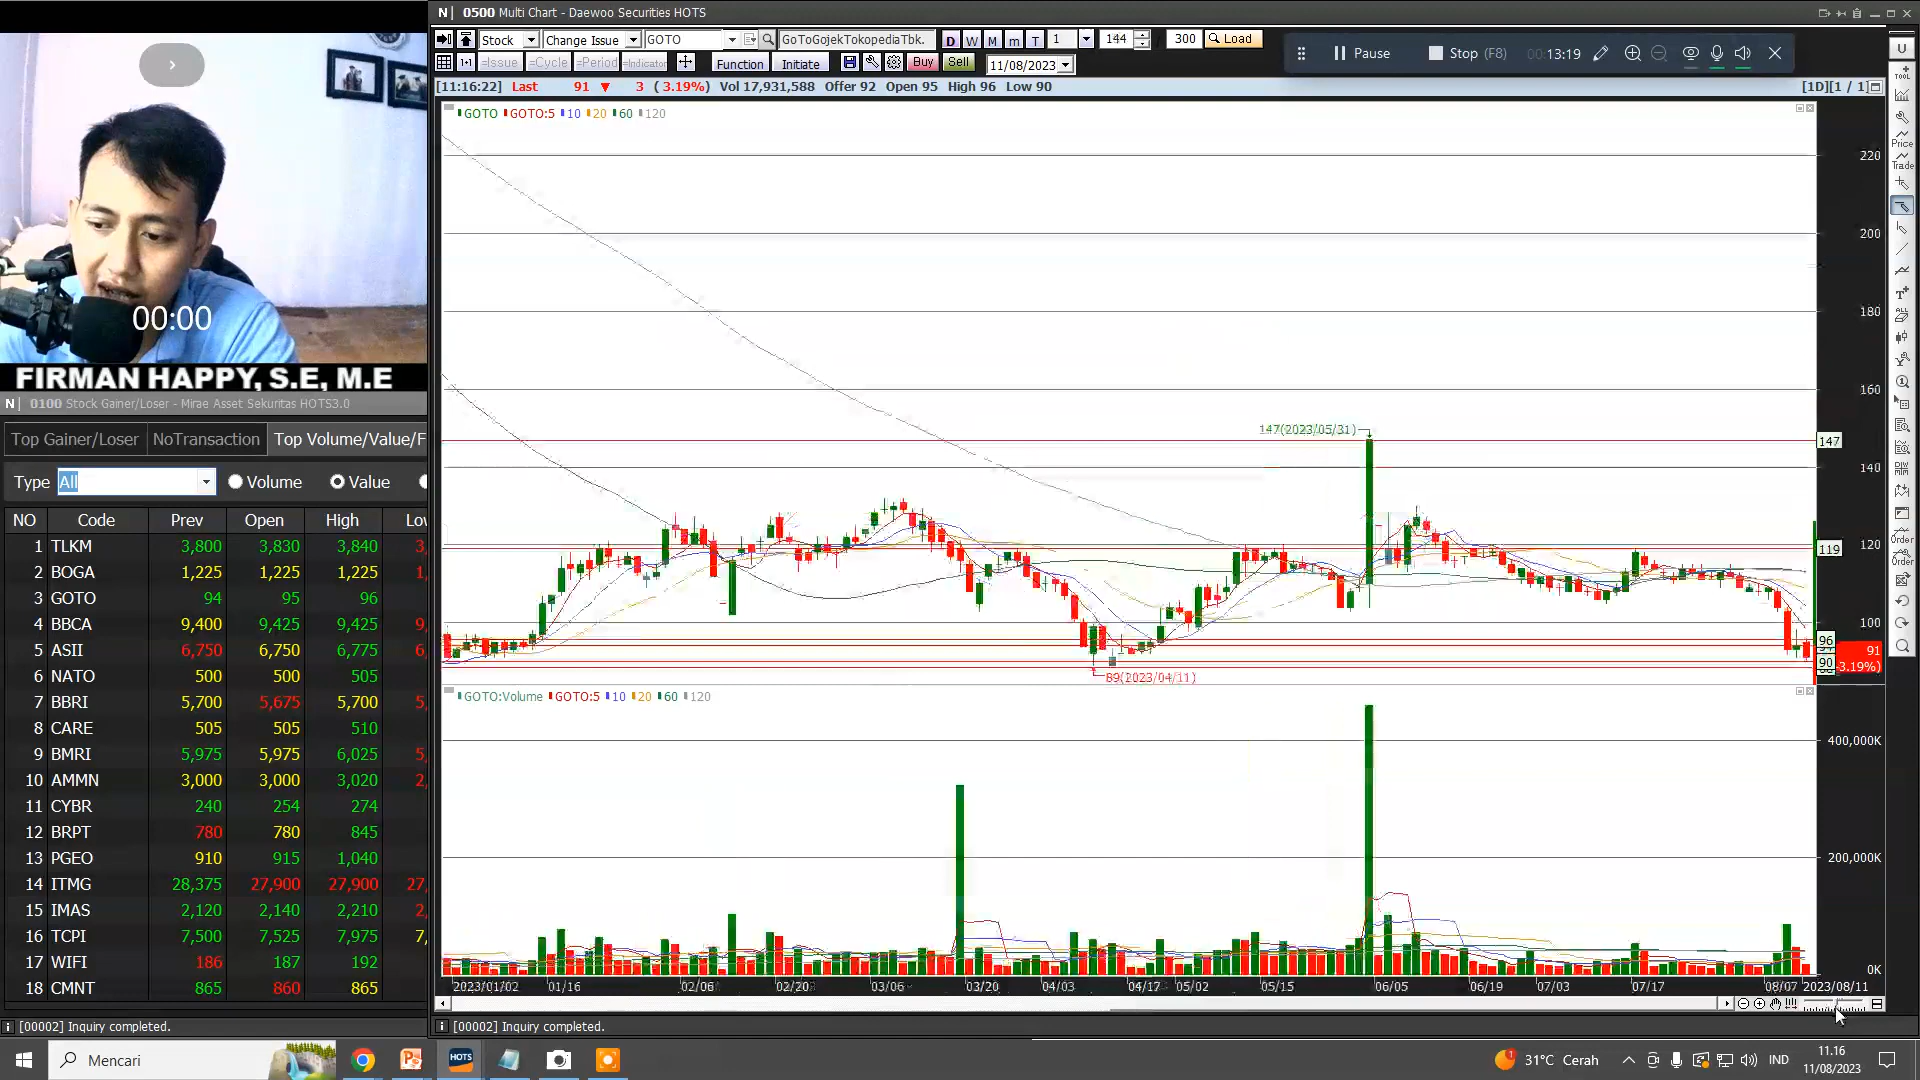 N| 0500 Multi Chart - Daewoo Securities HOTS
Stock Change Issue GOTO GoToGojekTokopediaTbk. D W M m T 1 144 300 Load
=Issue =Cycle =Period =Indicator Function Initiate Buy Sell 11/08/2023
Pause Stop (F8) 00:13:19
[11:16:22] Last 91 ▼ 3 ( 3.19%) Vol 17,931,588 Offer 92 Open 95 High 96 Low 90 [1D][1 / 1]
GOTO GOTO:5 10 20 60 120
220
200
180
160
147(2023/05/31)
147
140
120
119
100
96
91
90
-3.19%)
89(2023/04/11)
GOTO:Volume GOTO:5 10 20 60 120
400,000K
200,000K
0K
2023/01/02 01/16 02/06 02/20 03/06 03/20 04/03 04/17 05/02 05/15 06/05 06/19 07/03 07/17 08/07 2023/08/11
[00002] Inquiry completed.
U
TOOL
Price
Trade
Order
Order
00:00
FIRMAN HAPPY, S.E, M.E
N| 0100 Stock Gainer/Loser - Mirae Asset Sekuritas HOTS3.0
Top Gainer/Loser NoTransaction Top Volume/Value/F
Type All Volume Value
NO Code Prev Open High Lov
1 TLKM 3,800 3,830 3,840 3,
2 BOGA 1,225 1,225 1,225 1,
3 GOTO 94 95 96
4 BBCA 9,400 9,425 9,425 9,
5 ASII 6,750 6,750 6,775 6,
6 NATO 500 500 505
7 BBRI 5,700 5,675 5,700 5,
8 CARE 505 505 510
9 BMRI 5,975 5,975 6,025 5,
10 AMMN 3,000 3,000 3,020 2,
11 CYBR 240 254 274
12 BRPT 780 780 845
13 PGEO 910 915 1,040
14 ITMG 28,375 27,900 27,900 27,
15 IMAS 2,120 2,140 2,210 2,
16 TCPI 7,500 7,525 7,975 7,
17 WIFI 186 187 192
18 CMNT 865 860 865
[00002] Inquiry completed.
Mencari
HOTS
31°C Cerah
IND
11.16
11/08/2023